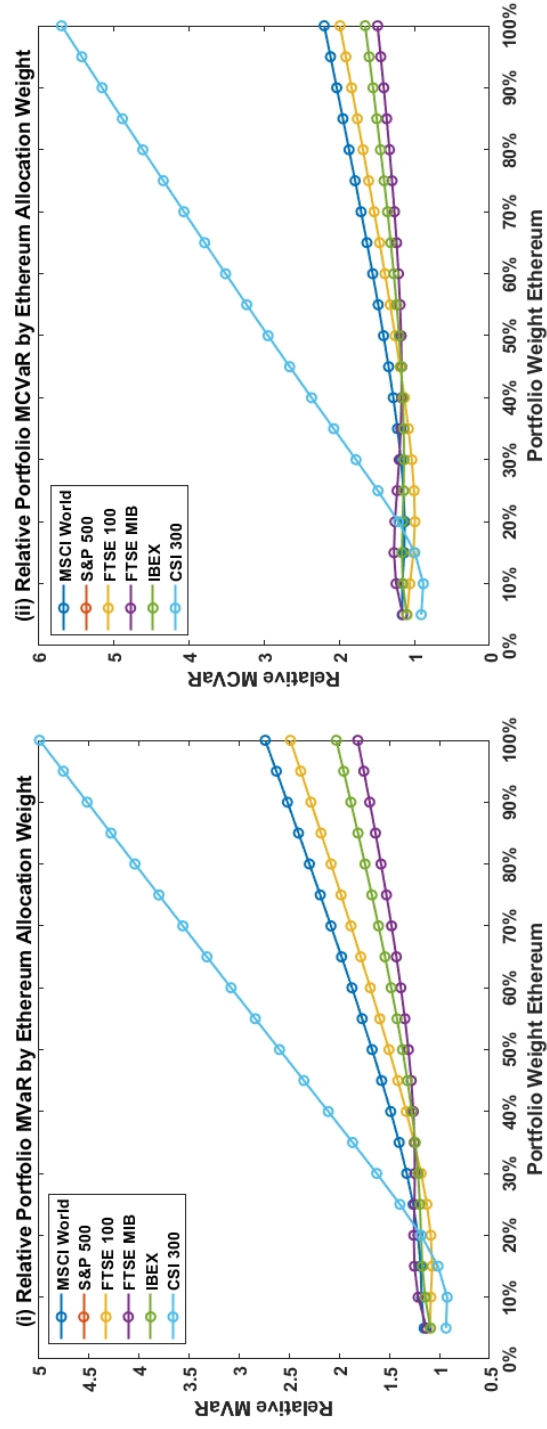 (i) Relative Portfolio MVaR by Ethereum Allocation Weight
5
4.5
4
3.5
3
2.5
2
1.5
1
0.5
Relative MVaR
MSCI World
S&P 500
FTSE 100
FTSE MIB
IBEX
CSI 300
0%
10%
20%
30%
40%
50%
60%
70%
80%
90%
100%
Portfolio Weight Ethereum
(ii) Relative Portfolio MCVaR by Ethereum Allocation Weight
6
5
4
3
2
1
0
Relative MCVaR
MSCI World
S&P 500
FTSE 100
FTSE MIB
IBEX
CSI 300
0%
10%
20%
30%
40%
50%
60%
70%
80%
90%
100%
Portfolio Weight Ethereum